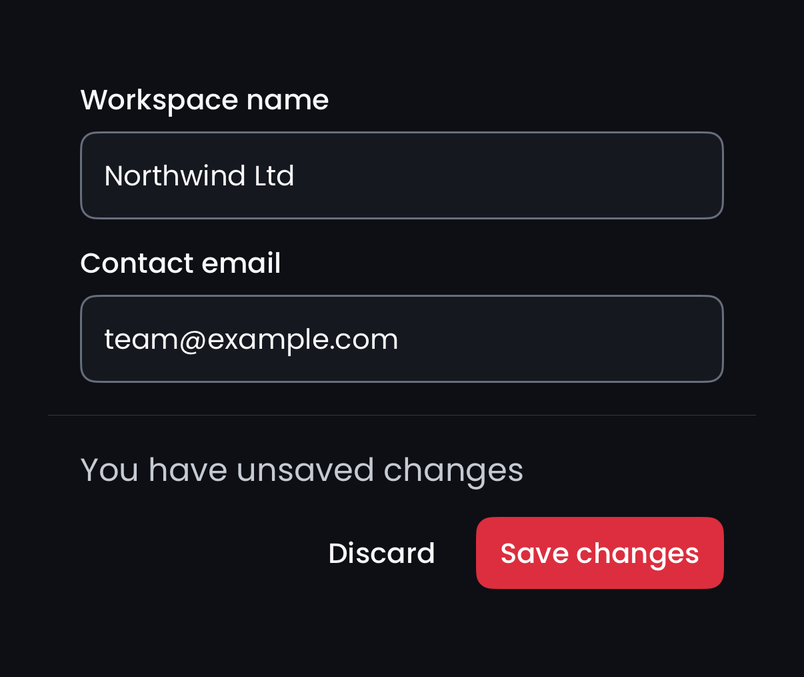 Workspace name
Northwind Ltd
Contact email
team@example.com
You have unsaved changes
Discard
Save changes